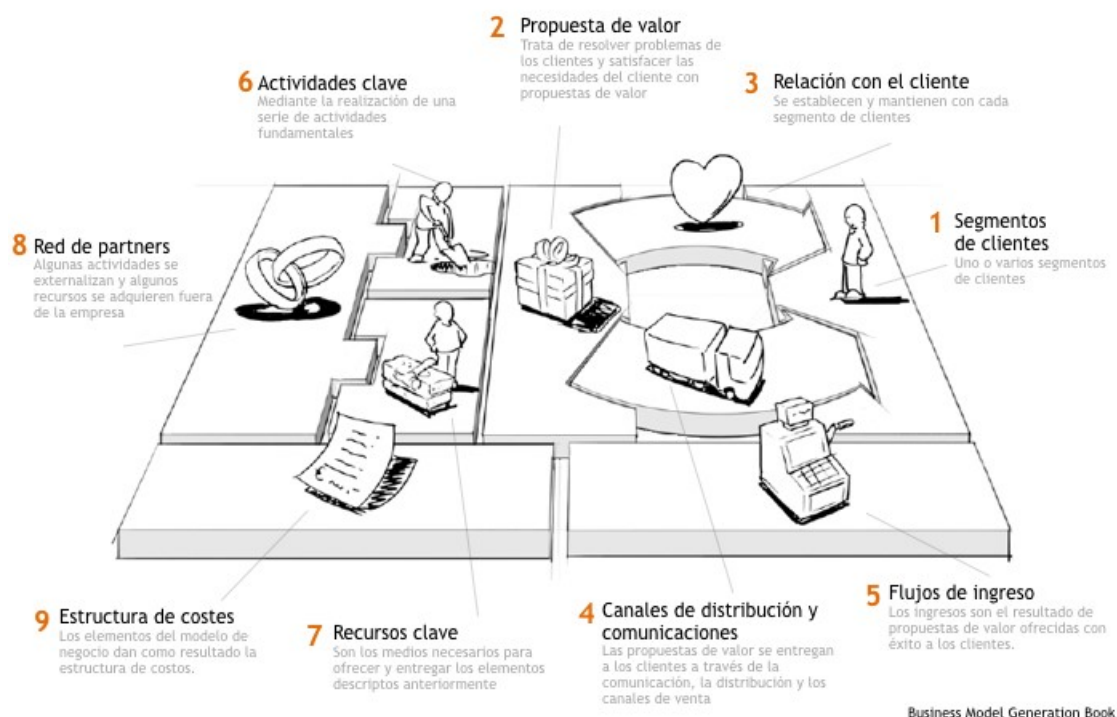 2 Propuesta de valor
Trata de resolver problemas de
los clientes y satisfacer las
necesidades del cliente con
propuestas de valor
6 Actividades clave
Mediante la realización de una
serie de actividades
fundamentales
3 Relación con el cliente
Se establecen y mantienen con cada
segmento de clientes
8 Red de partners
Algunas actividades se
externalizan y algunos
recursos se adquieren fuera
de la empresa
1 Segmentos
de clientes
Uno o varios segmentos
de clientes
9 Estructura de costes
Los elementos del modelo de
negocio dan como resultado la
estructura de costos.
7 Recursos clave
Son los medios necesarios para
ofrecer y entregar los elementos
descriptos anteriormente
4 Canales de distribución y
comunicaciones
Las propuestas de valor se entregan
a los clientes a través de la
comunicación, la distribución y los
canales de venta
5 Flujos de ingreso
Los ingresos son el resultado de
propuestas de valor ofrecidas con
éxito a los clientes.
Business Model Generation Book